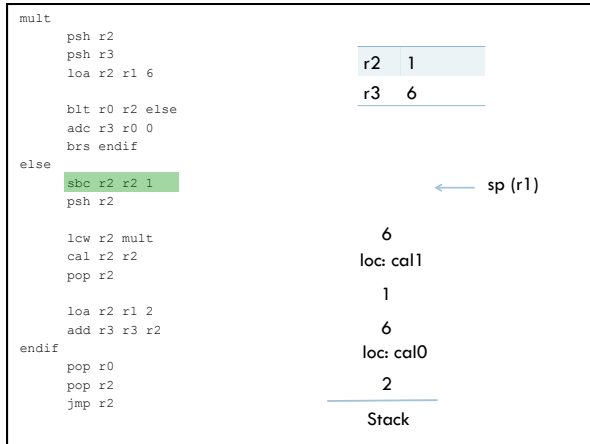 mult
psh r2
psh r3
loa r2 r1 6
blt r0 r2 else
adc r3 r0 0
brs endif
else
sbc r2 r2 1
psh r2
lcw r2 mult
cal r2 r2
pop r2
loa r2 r1 2
add r3 r3 r2
endif
pop r0
pop r2
jmp r2
r2 1
r3 6
sp (r1)
6
loc: cal1
1
6
loc: cal0
2
Stack